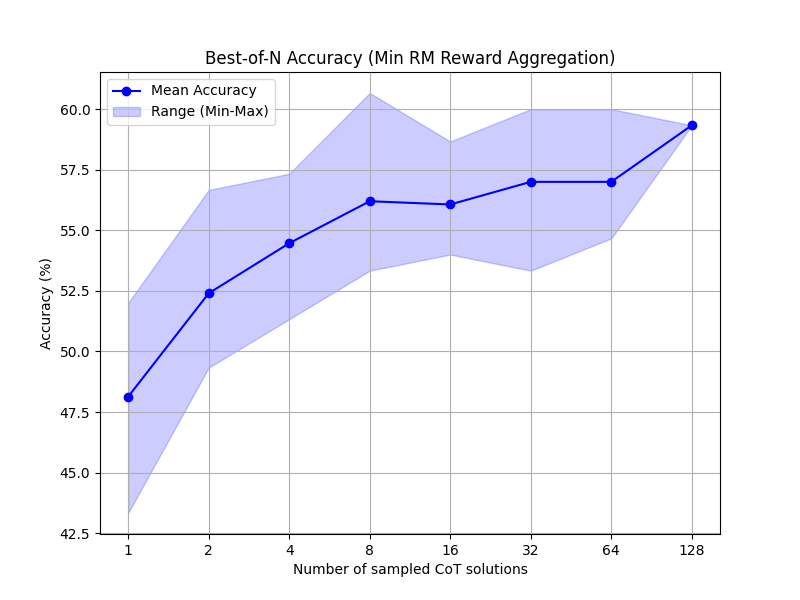 Best-of-N Accuracy (Min RM Reward Aggregation)
Mean Accuracy
Range (Min-Max)
60.0
57.5
55.0
52.5
50.0
47.5
45.0
42.5
Accuracy (%)
1 2 4 8 16 32 64 128
Number of sampled CoT solutions